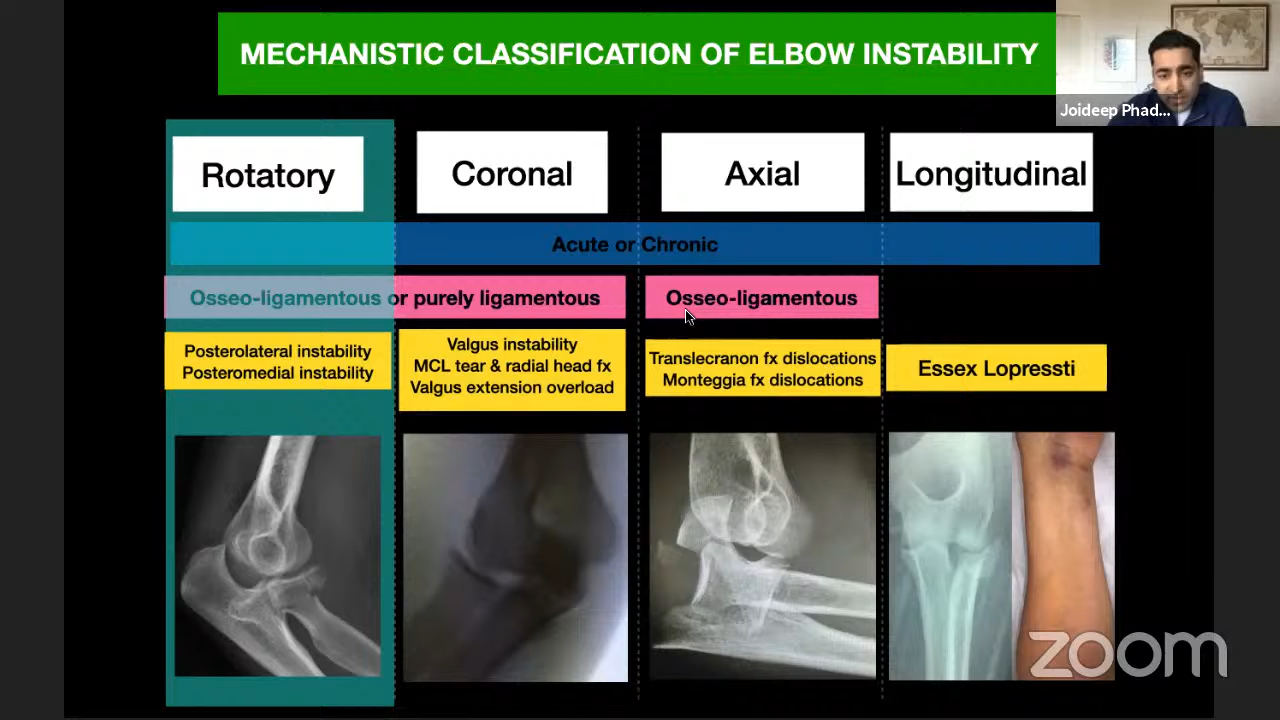 MECHANISTIC CLASSIFICATION OF ELBOW INSTABILITY
Joideep Phad...
Rotatory
Coronal
Axial
Longitudinal
Acute or Chronic
Osseo-ligamentous or purely ligamentous
Osseo-ligamentous
Posterolateral instability
Posteromedial instability
Valgus instability
MCL tear & radial head fx
Valgus extension overload
Translecranon fx dislocations
Monteggia fx dislocations
Essex Lopressti
zoom